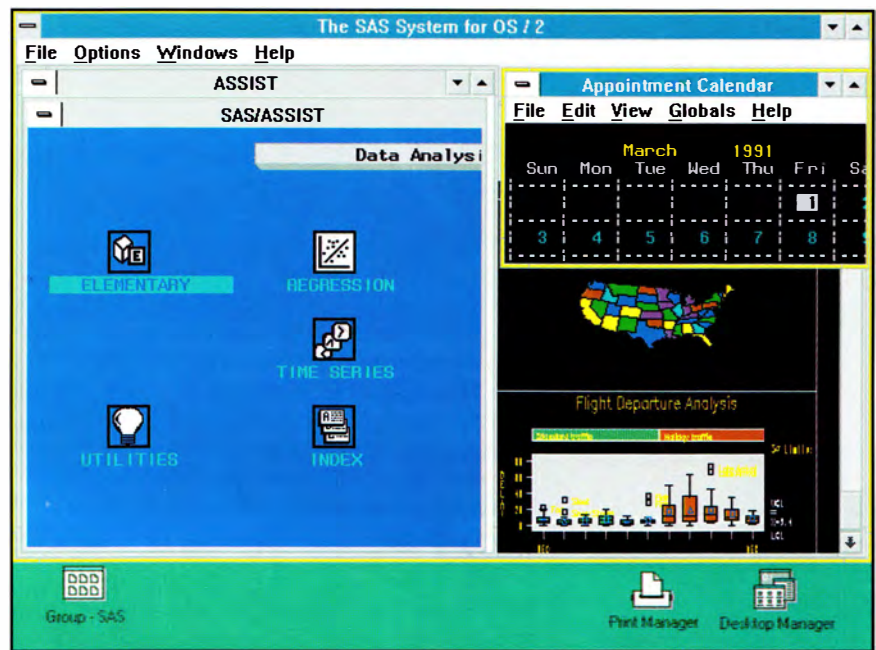 The SAS System for OS/2
File Options Windows Help
ASSIST
SAS/ASSIST
Data Analysi
ELEMENTARY
REGRESSION
TIME SERIES
UTILITIES
INDEX
Appointment Calendar
File Edit View Globals Help
March 1991
Sun Mon Tue Wed Thu Fri Sa
1
3 4 5 6 7 8
Flight Departure Analysis
UCL
LCL
Group - SAS
Print Manager
Desktop Manager